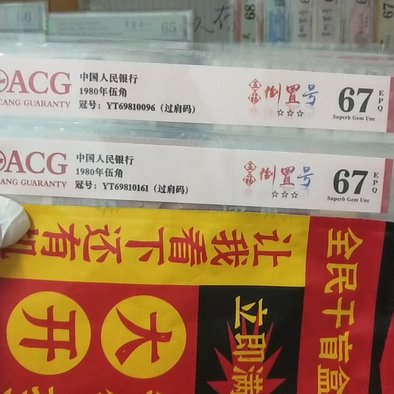 66
65
68
ACG
CANG GUARANTY
中国人民银行
1980年伍角
冠号：YT69810096（过肩码）
倒置号
☆☆☆
67
EPQ
Superb Gem Unc
ACG
CANG GUARANTY
中国人民银行
1980年伍角
冠号：YT69810161（过肩码）
倒置号
☆☆☆
67
EPQ
Superb Gem Unc
让我看下还有
全民干盲盒
大
开
立即满